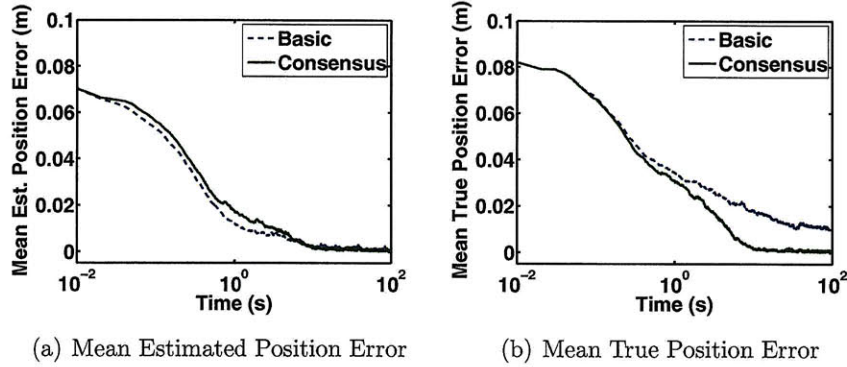 Mean Est. Position Error (m)
0.1
0.08
0.06
0.04
0.02
0
10^-2
10^0
10^2
Time (s)
Basic
Consensus
(a) Mean Estimated Position Error
Mean True Position Error (m)
0.1
0.08
0.06
0.04
0.02
0
10^-2
10^0
10^2
Time (s)
Basic
Consensus
(b) Mean True Position Error